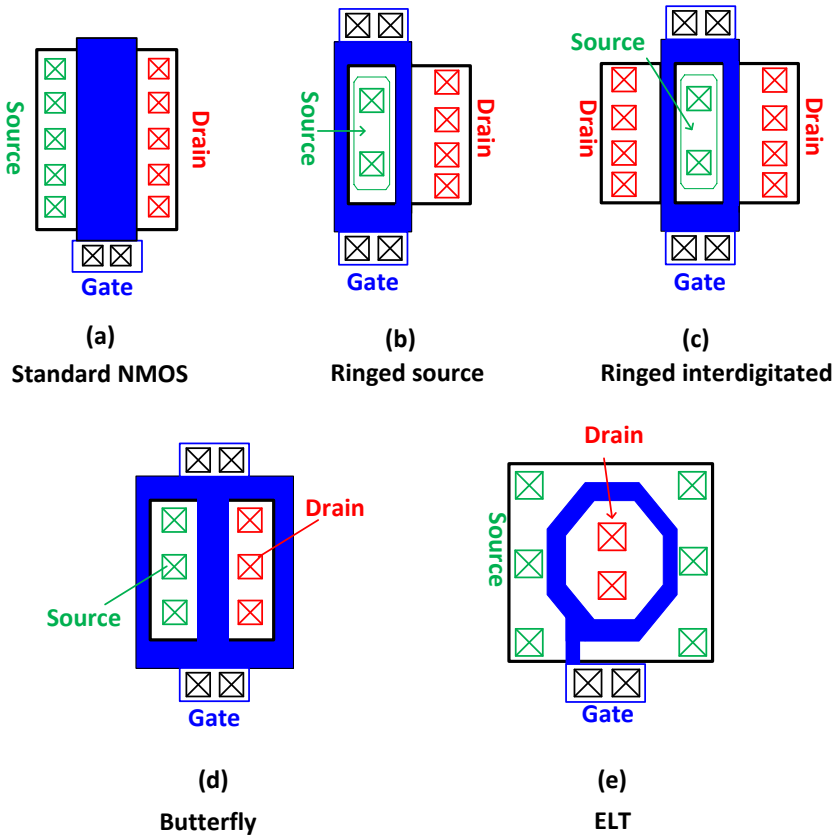 Source
Drain
Gate
(a)
Standard NMOS
Source
Drain
Gate
(b)
Ringed source
Source
Drain
Drain
Gate
(c)
Ringed interdigitated
Drain
Source
Gate
(d)
Butterfly
Drain
Source
Gate
(e)
ELT